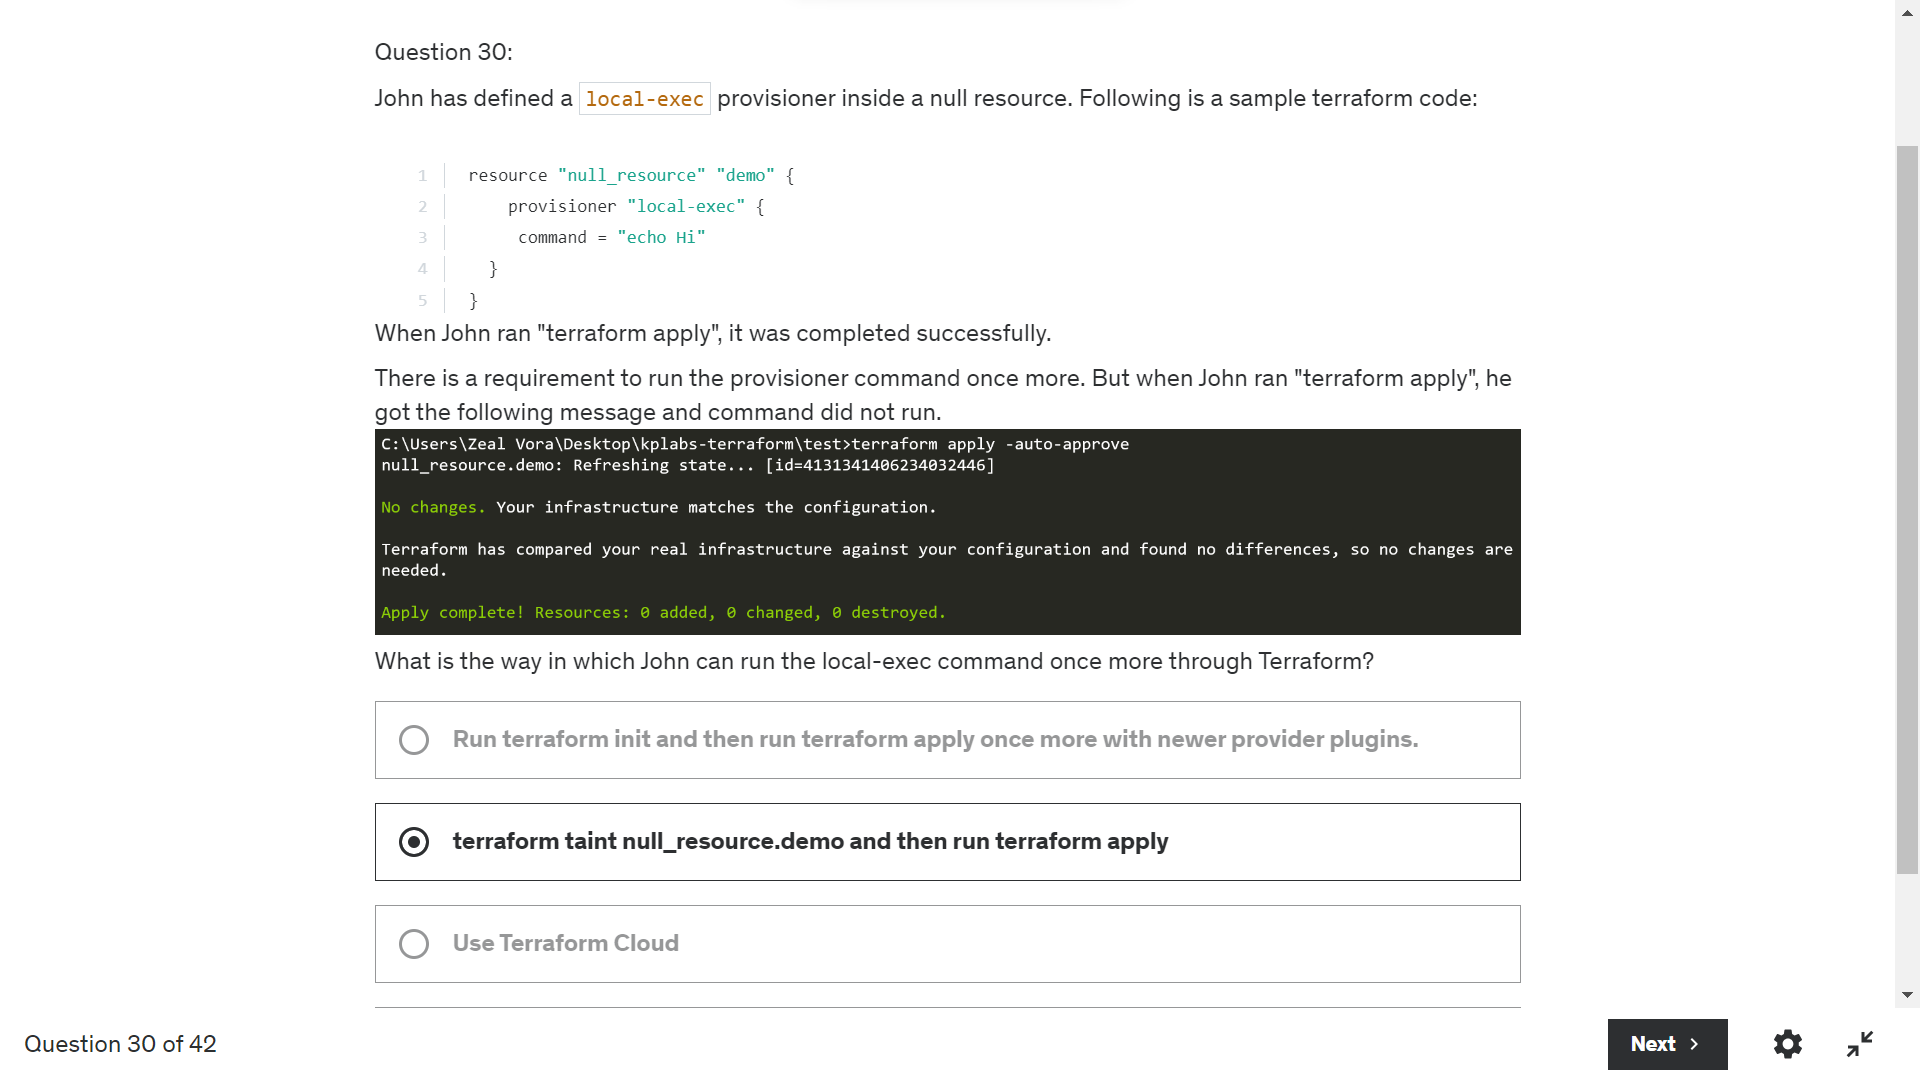 Question 30:
John has defined a local-exec provisioner inside a null resource. Following is a sample terraform code:
1 resource "null_resource" "demo" {
2 provisioner "local-exec" {
3 command = "echo Hi"
4 }
5 }
When John ran "terraform apply", it was completed successfully.
There is a requirement to run the provisioner command once more. But when John ran "terraform apply", he
got the following message and command did not run.
C:\Users\Zeal Vora\Desktop\kplabs-terraform\test>terraform apply -auto-approve
null_resource.demo: Refreshing state... [id=4131341406234032446]
No changes. Your infrastructure matches the configuration.
Terraform has compared your real infrastructure against your configuration and found no differences, so no changes are
needed.
Apply complete! Resources: 0 added, 0 changed, 0 destroyed.
What is the way in which John can run the local-exec command once more through Terraform?
Run terraform init and then run terraform apply once more with newer provider plugins.
terraform taint null_resource.demo and then run terraform apply
Use Terraform Cloud
Question 30 of 42
Next